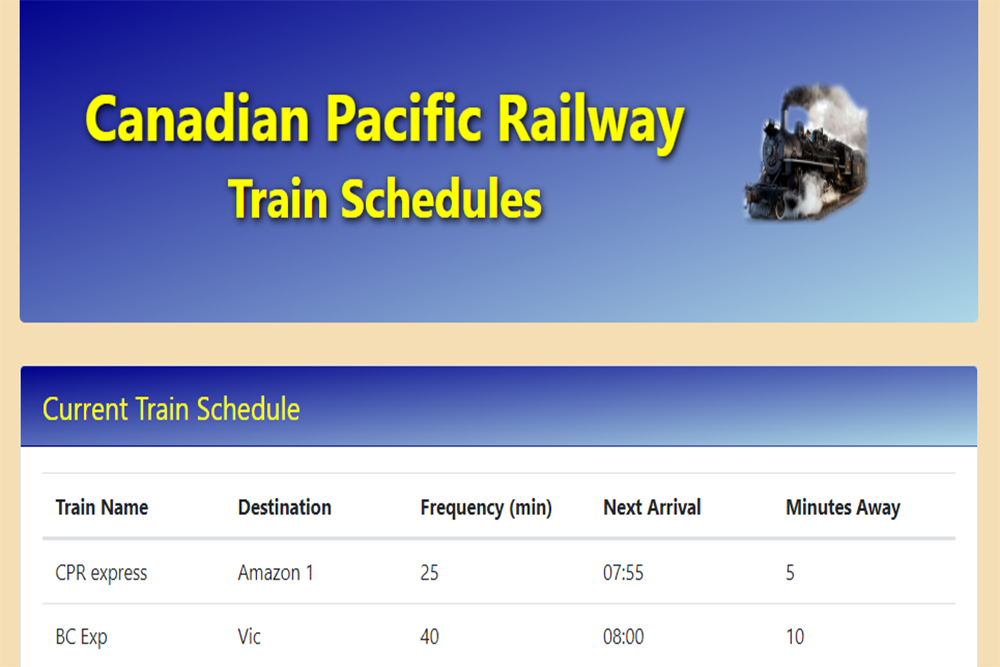 Canadian Pacific Railway
Train Schedules
Current Train Schedule
Train Name Destination Frequency (min) Next Arrival Minutes Away
CPR express Amazon 1 25 07:55 5
BC Exp Vic 40 08:00 10